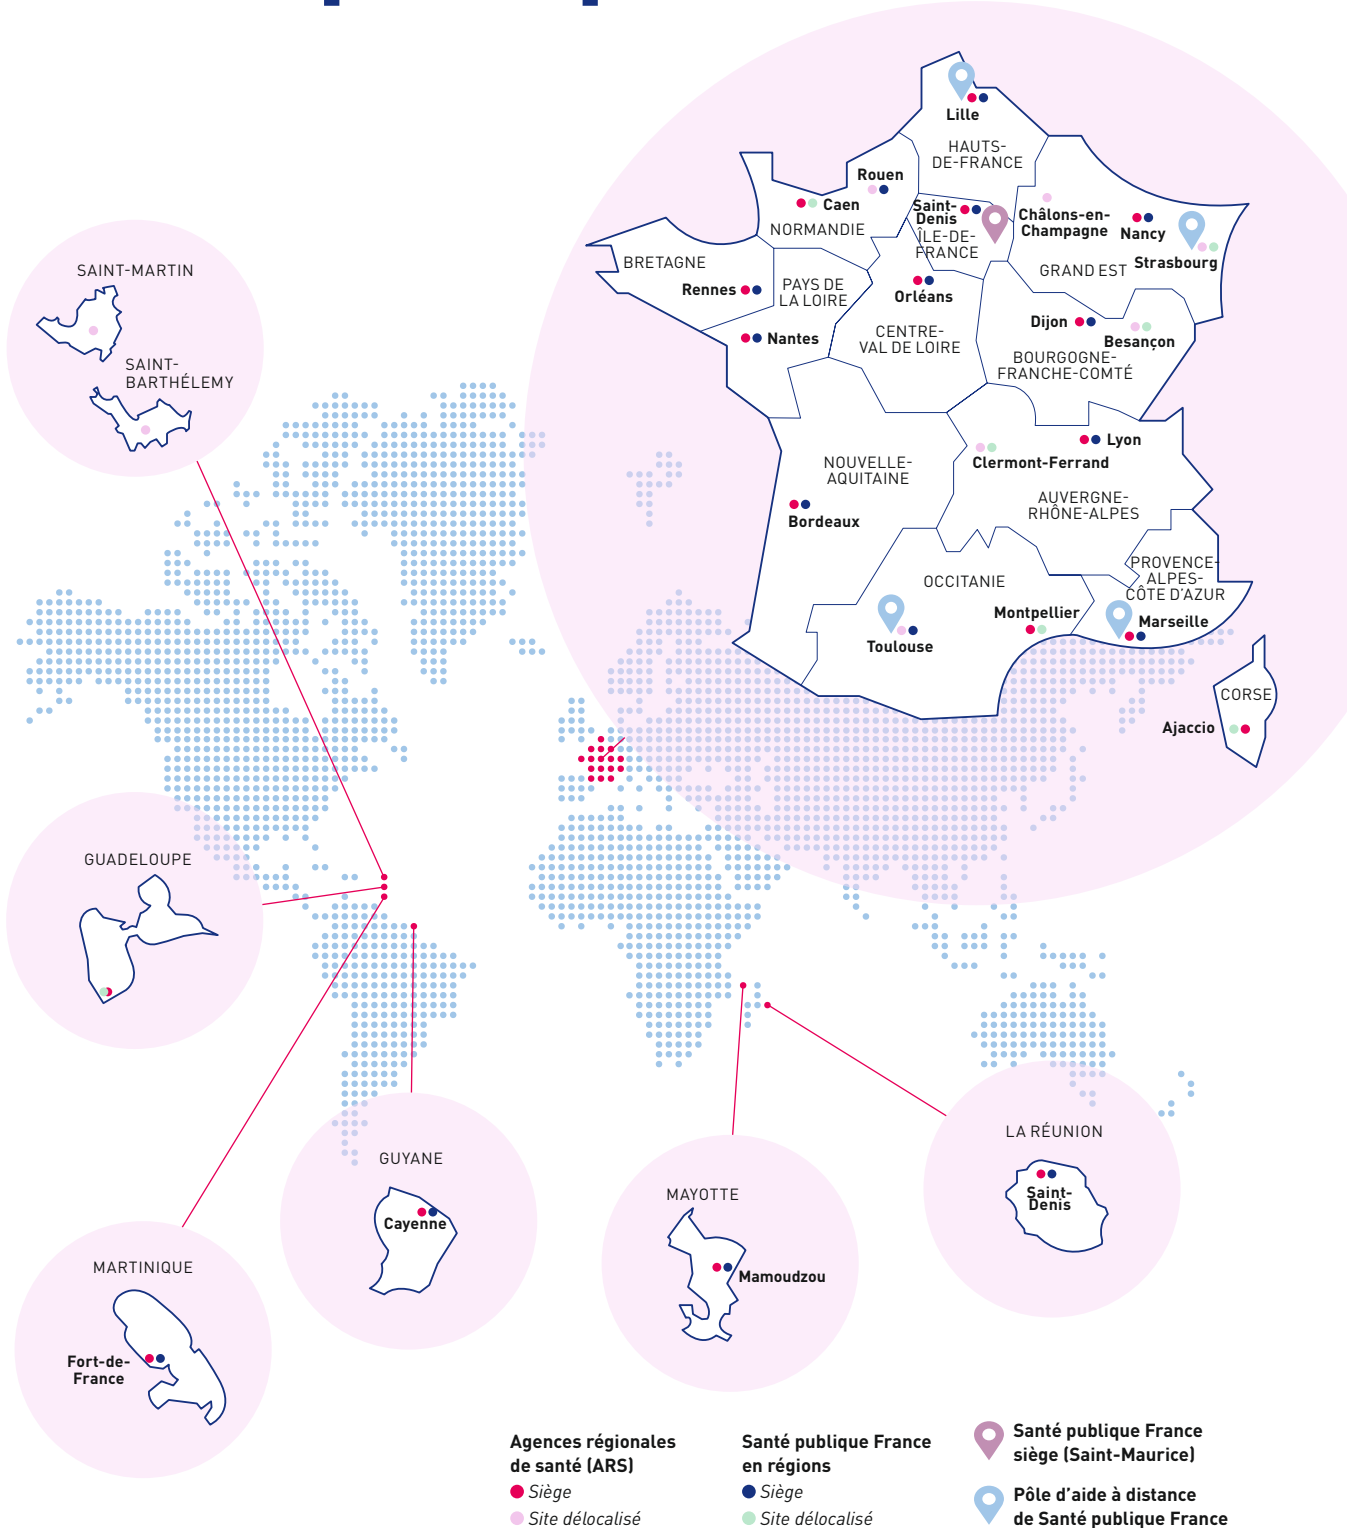 Lille
HAUTS-
DE-FRANCE
Rouen
Caen
NORMANDIE
Saint-
Denis
ÎLE-DE-
FRANCE
Châlons-en-
Champagne
Nancy
Strasbourg
GRAND EST
BRETAGNE
Rennes
PAYS DE
LA LOIRE
Nantes
Orléans
CENTRE-
VAL DE LOIRE
Dijon
Besançon
BOURGOGNE-
FRANCHE-COMTÉ
SAINT-MARTIN
SAINT-
BARTHÉLEMY
NOUVELLE-
AQUITAINE
Bordeaux
Clermont-Ferrand
Lyon
AUVERGNE-
RHÔNE-ALPES
OCCITANIE
Toulouse
Montpellier
PROVENCE-
ALPES-
CÔTE D'AZUR
Marseille
CORSE
Ajaccio
GUADELOUPE
GUYANE
Cayenne
MARTINIQUE
Fort-de-
France
MAYOTTE
Mamoudzou
LA RÉUNION
Saint-
Denis
Agences régionales
de santé (ARS)
Siège
Site délocalisé
Santé publique France
en régions
Siège
Site délocalisé
Santé publique France
siège (Saint-Maurice)
Pôle d'aide à distance
de Santé publique France